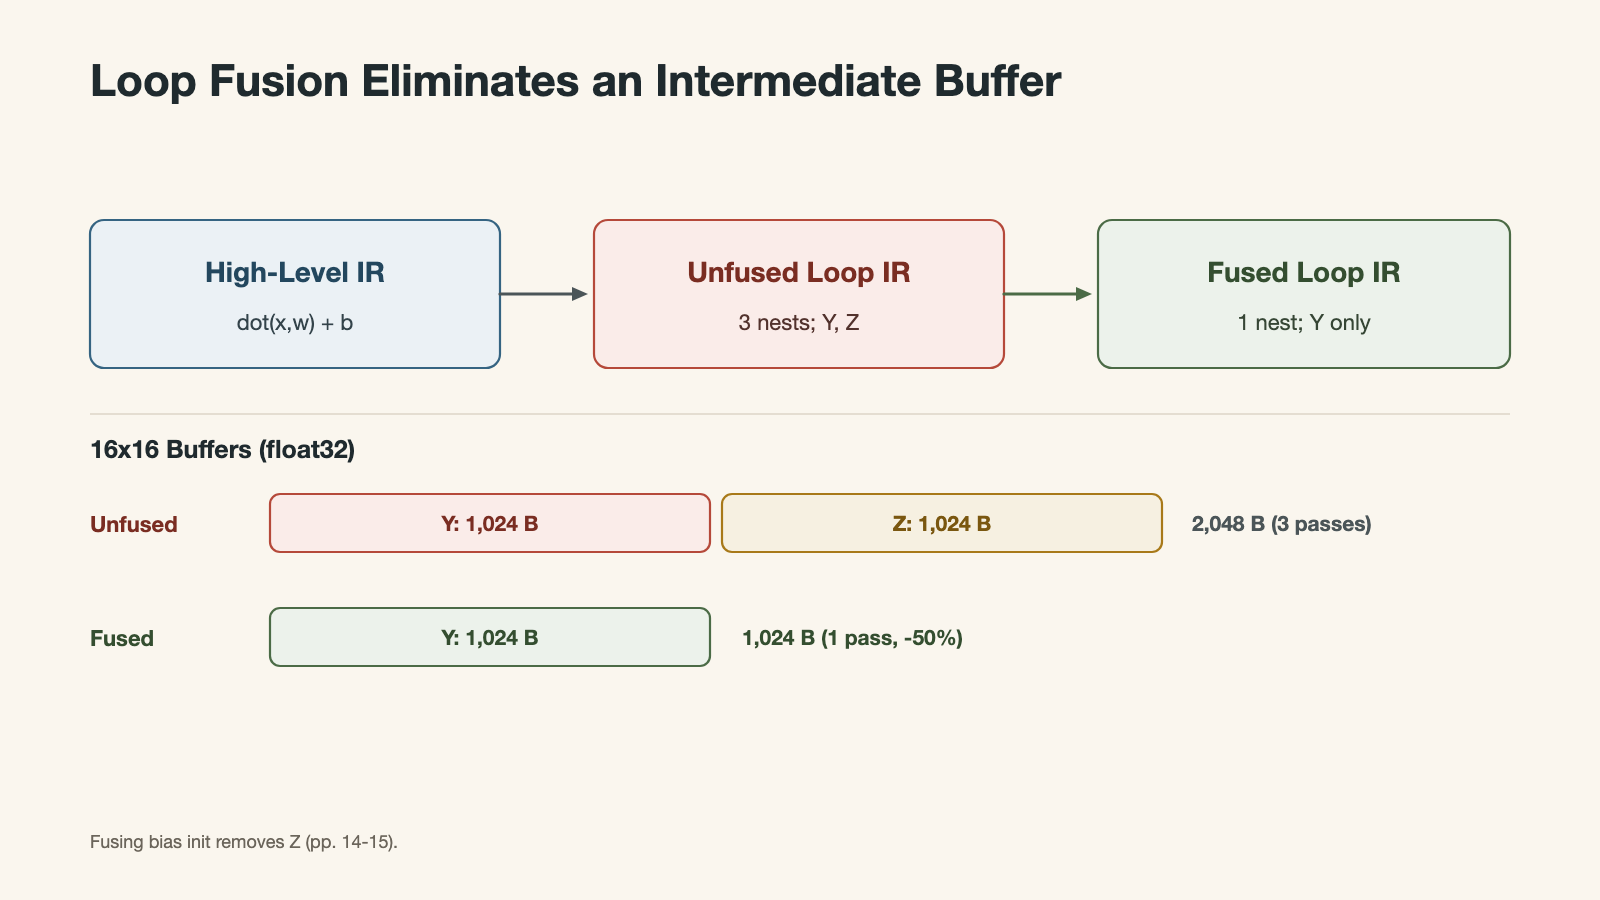 Loop Fusion Eliminates an Intermediate Buffer
High-Level IR
dot(x,w) + b
Unfused Loop IR
3 nests; Y, Z
Fused Loop IR
1 nest; Y only
16x16 Buffers (float32)
Unfused
Y: 1,024 B
Z: 1,024 B
2,048 B (3 passes)
Fused
Y: 1,024 B
1,024 B (1 pass, -50%)
Fusing bias init removes Z (pp. 14-15).